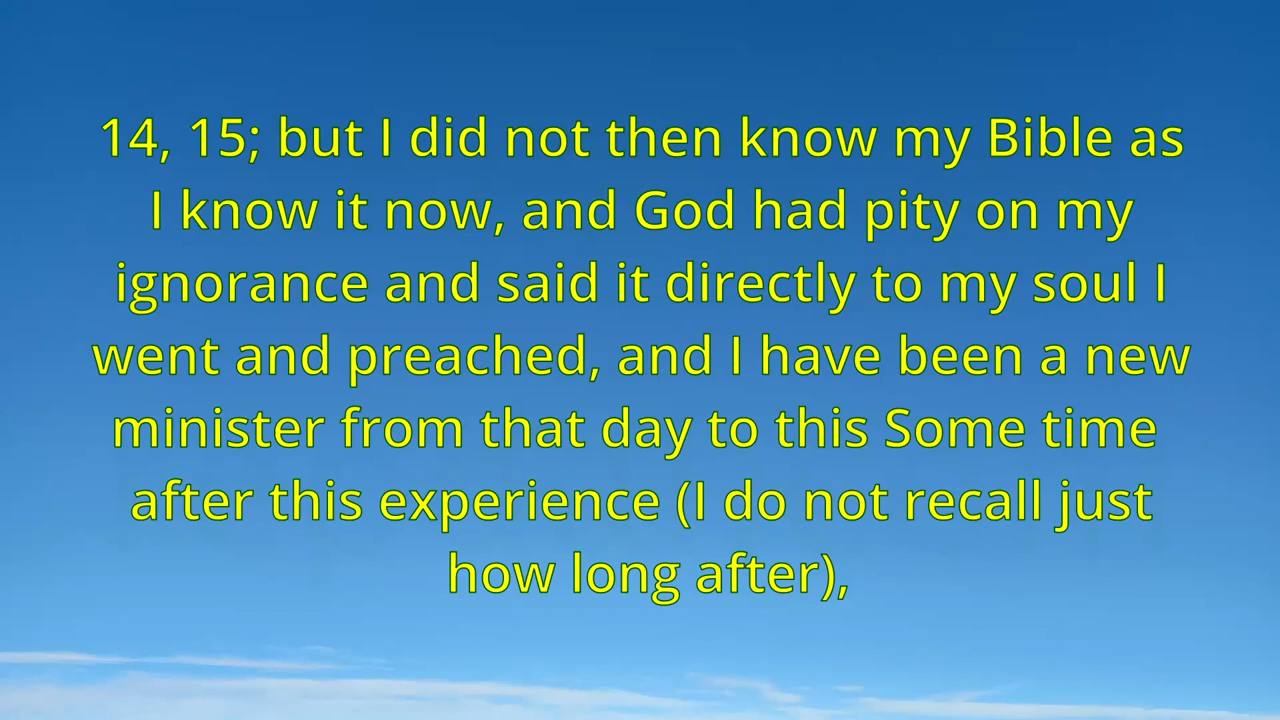 14, 15; but I did not then know my Bible as
I know it now, and God had pity on my
ignorance and said it directly to my soul I
went and preached, and I have been a new
minister from that day to this Some time
after this experience (I do not recall just
how long after),